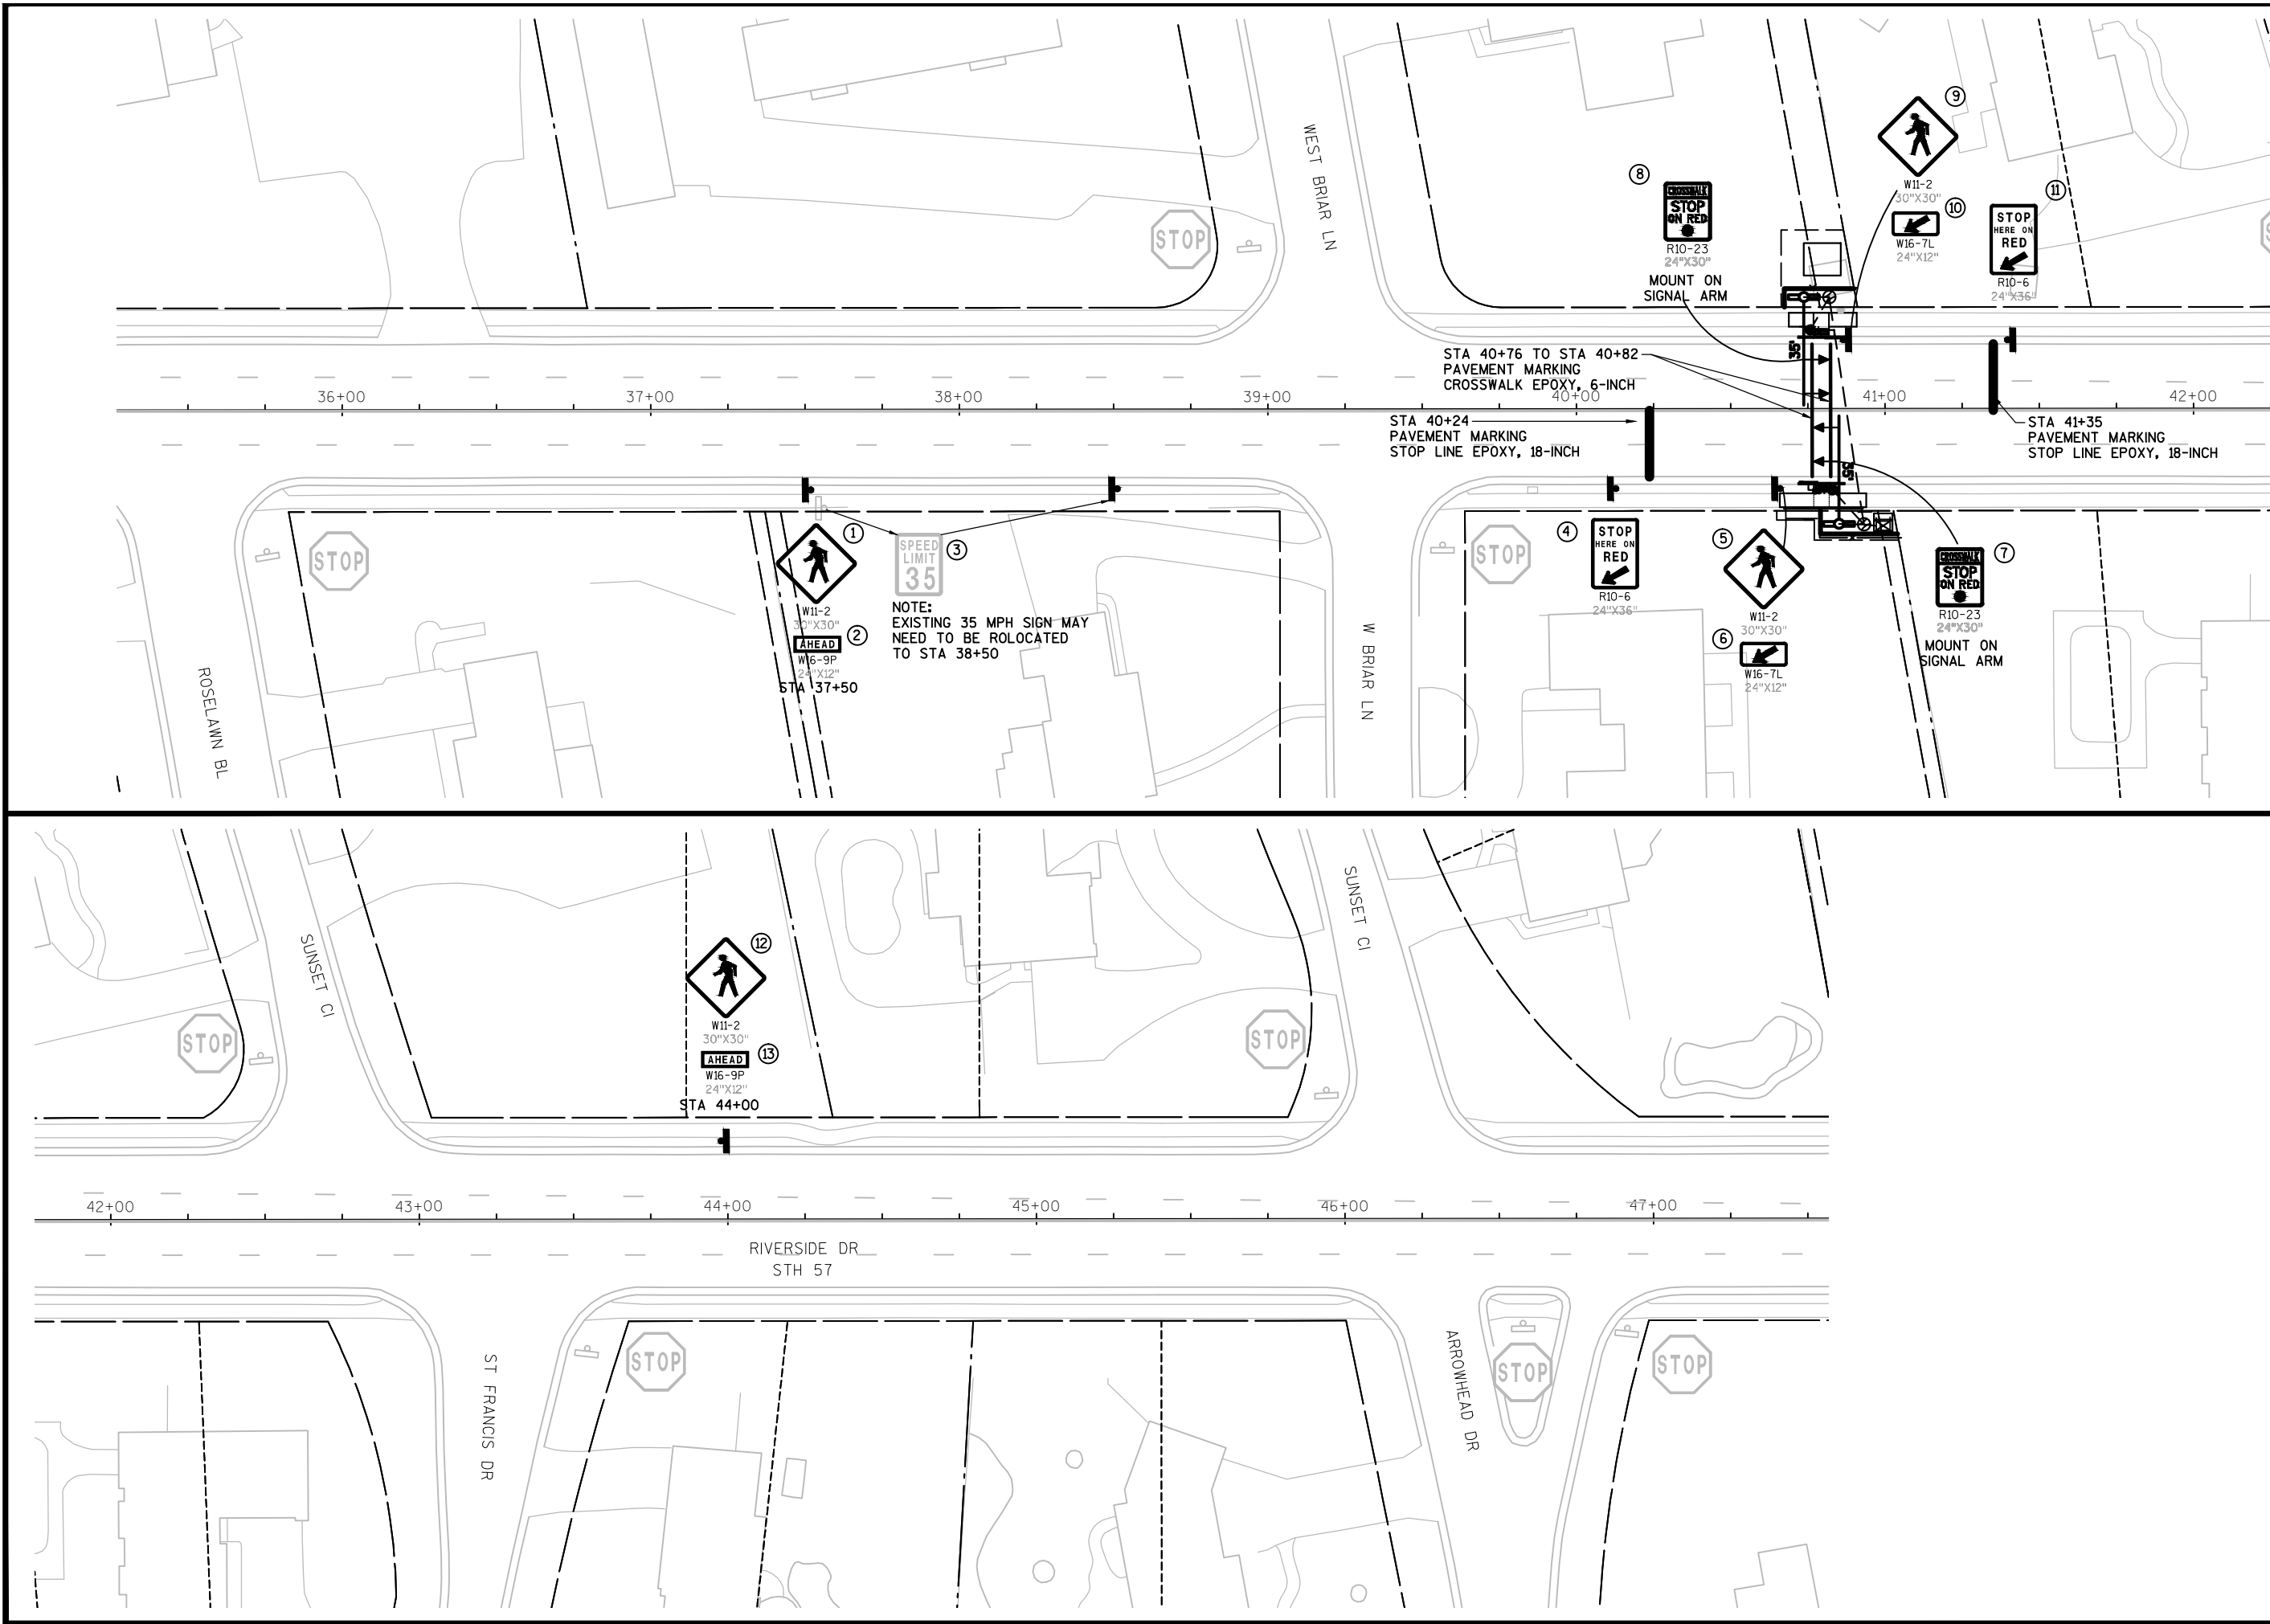 WEST BRIAR LN
STOP
8
CROSSWALK
STOP
ON RED
R10-23
24"X30"
MOUNT ON
SIGNAL ARM
9
W11-2
30"X30"
10
W16-7L
24"X12"
11
STOP
HERE ON
RED
R10-6
24"X36"
35'
STA 40+76 TO STA 40+82
PAVEMENT MARKING
CROSSWALK EPOXY, 6-INCH
36+00
37+00
38+00
39+00
40+00
41+00
42+00
STA 40+24
PAVEMENT MARKING
STOP LINE EPOXY, 18-INCH
STA 41+35
PAVEMENT MARKING
STOP LINE EPOXY, 18-INCH
35'
STOP
1
W11-2
30"X30"
2
AHEAD
W16-9P
24"X12"
STA 37+50
SPEED
LIMIT
35
3
NOTE:
EXISTING 35 MPH SIGN MAY
NEED TO BE ROLOCATED
TO STA 38+50
STOP
4
STOP
HERE ON
RED
R10-6
24"X36"
5
W11-2
30"X30"
6
W16-7L
24"X12"
7
CROSSWALK
STOP
ON RED
R10-23
24"X30"
MOUNT ON
SIGNAL ARM
ROSELAWN BL
W BRIAR LN
SUNSET CI
SUNSET CI
STOP
12
W11-2
30"X30"
13
AHEAD
W16-9P
24"X12"
STA 44+00
STOP
42+00
43+00
44+00
45+00
46+00
47+00
RIVERSIDE DR
STH 57
ST FRANCIS DR
STOP
ARROWHEAD DR
STOP
STOP